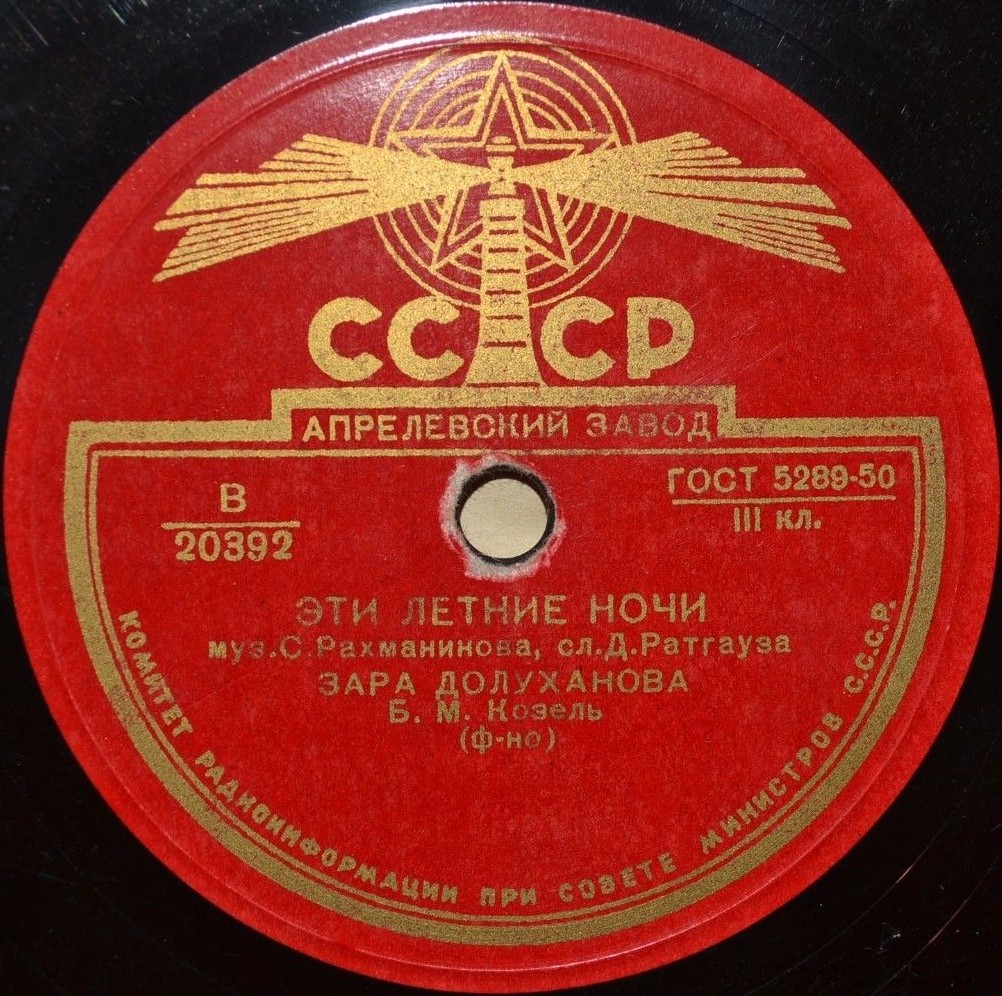 СССР
АПРЕЛЕВСКИЙ ЗАВОД
В
20392
ГОСТ 5289-50
III кл.
ЭТИ ЛЕТНИЕ НОЧИ
муз.С.Рахманинова, сл.Д.Ратгауза
ЗАРА ДОЛУХАНОВА
Б. М. Козель
(ф-но)
КОМИТЕТ РАДИОИНФОРМАЦИИ ПРИ СОВЕТЕ МИНИСТРОВ С.С.С.Р.